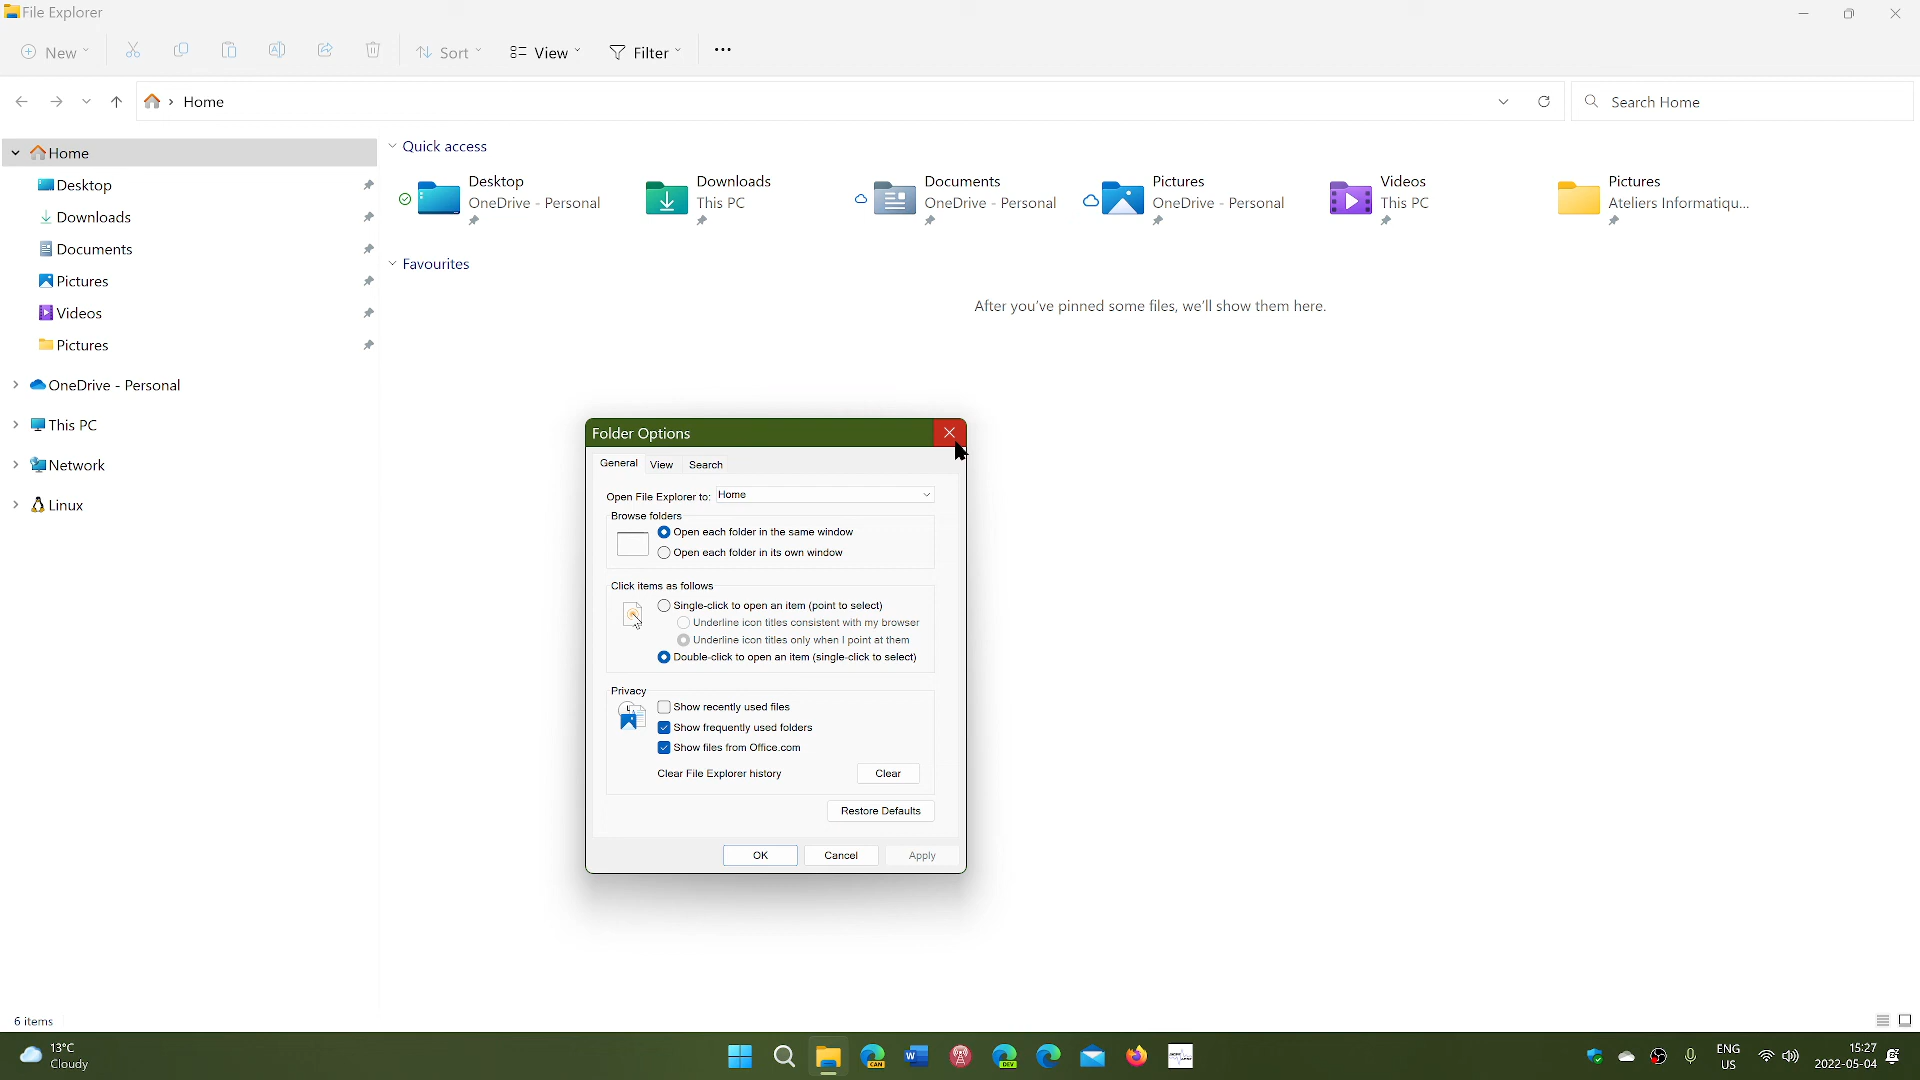 File Explorer
New
Sort
View
Filter
Home
Search Home
Home
Desktop
Downloads
Documents
Pictures
Videos
Pictures
OneDrive - Personal
This PC
Network
Linux
Quick access
Desktop
OneDrive - Personal
Downloads
This PC
Documents
OneDrive - Personal
Pictures
OneDrive - Personal
Videos
This PC
Pictures
Ateliers Informatiqu...
Favourites
After you've pinned some files, we'll show them here.
Folder Options
General View Search
Open File Explorer to: Home
Browse folders
Open each folder in the same window
Open each folder in its own window
Click items as follows
Single-click to open an item (point to select)
Underline icon titles consistent with my browser
Underline icon titles only when I point at them
Double-click to open an item (single-click to select)
Privacy
Show recently used files
Show frequently used folders
Show files from Office.com
Clear File Explorer history Clear
Restore Defaults
OK Cancel Apply
6 items
13°C
Cloudy
CAN
W
DEV
ENG
US
15:27
2022-05-04